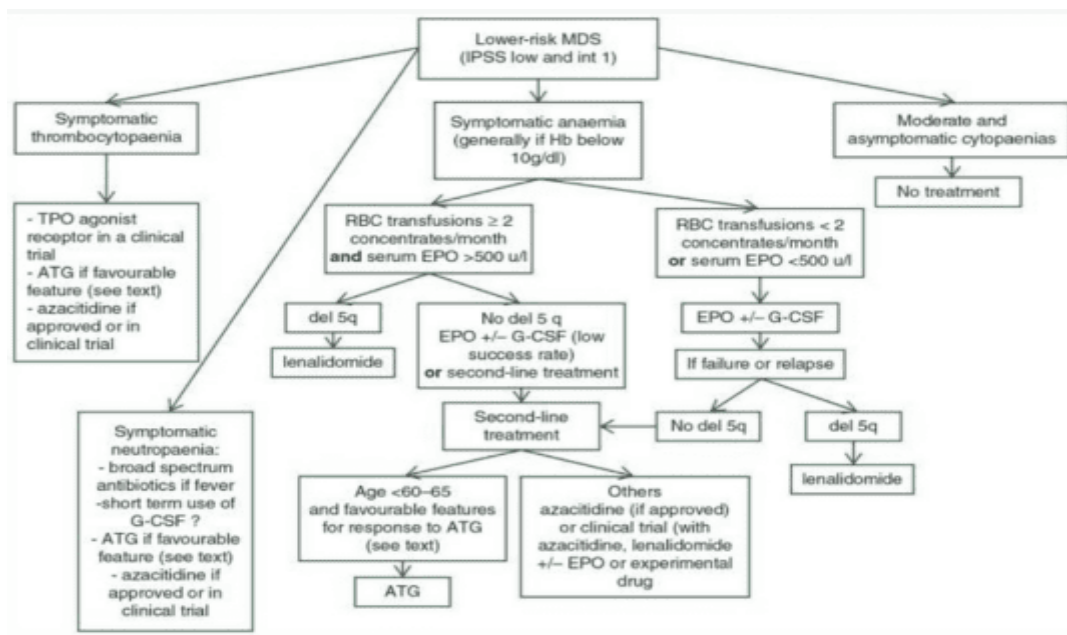 Lower-risk MDS
(IPSS low and int 1)
Symptomatic
thrombocytopaenia
Symptomatic anaemia
(generally if Hb below
10g/dl)
Moderate and
asymptomatic cytopaenias
No treatment
- TPO agonist
receptor in a clinical
trial
- ATG if favourable
feature (see text)
- azacitidine if
approved or in
clinical trial
RBC transfusions ≥ 2
concentrates/month
and serum EPO >500 u/l
RBC transfusions < 2
concentrates/month
or serum EPO <500 u/l
del 5q
lenalidomide
No del 5 q
EPO +/– G-CSF (low
success rate)
or second-line treatment
EPO +/– G-CSF
If failure or relapse
Second-line
treatment
No del 5q
del 5q
lenalidomide
Symptomatic
neutropaenia:
- broad spectrum
antibiotics if fever
-short term use of
G-CSF ?
- ATG if favourable
feature (see text)
- azacitidine if
approved or in
clinical trial
Age <60–65
and favourable features
for response to ATG
(see text)
ATG
Others
azacitidine (if approved)
or clinical trial (with
azacitidine, lenalidomide
+/– EPO or experimental
drug